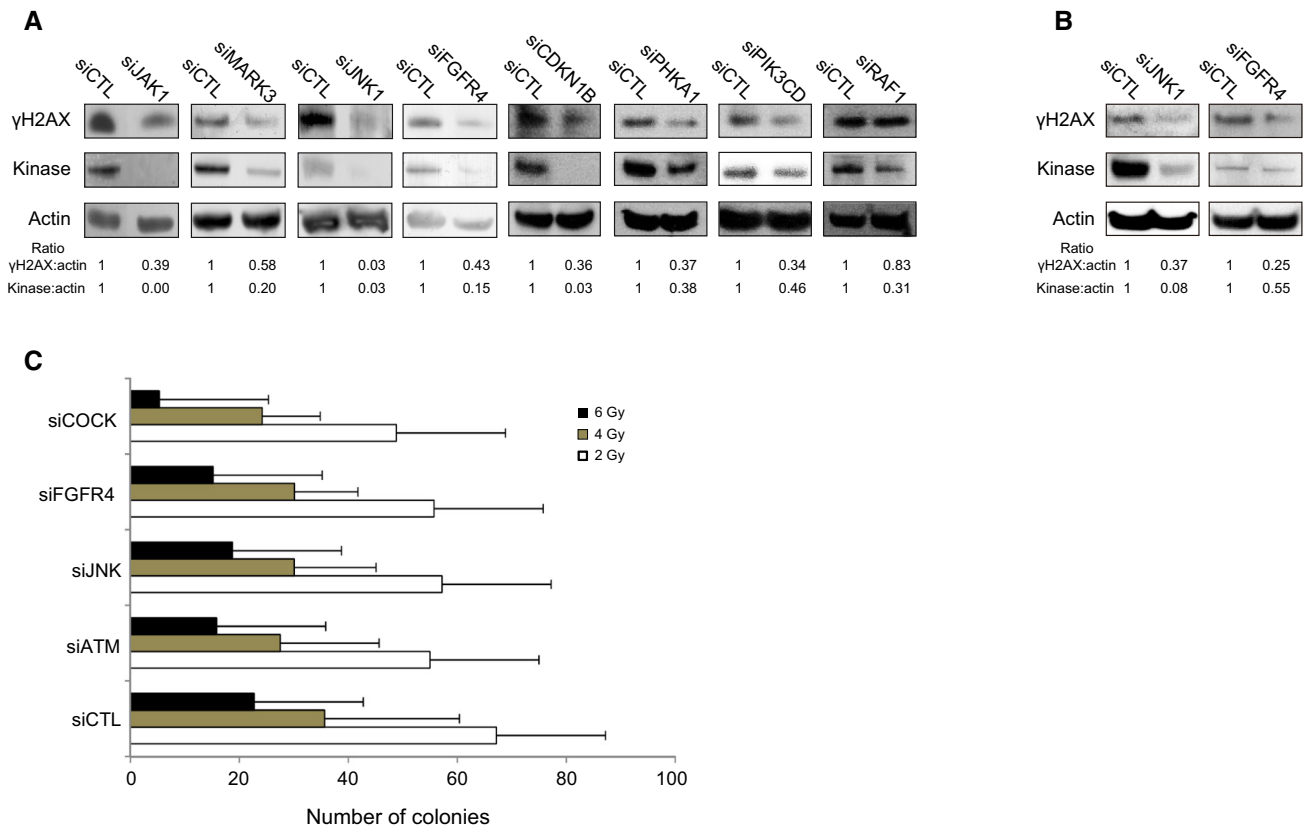 A
siCTL siJAK1 siCTL siMARK3 siCTL siJNK1 siCTL siFGFR4 siCTL siCDKN1B siCTL siPHKA1 siCTL siPIK3CD siCTL siRAF1
γH2AX
Kinase
Actin
Ratio
γH2AX:actin 1 0.39 1 0.58 1 0.03 1 0.43 1 0.36 1 0.37 1 0.34 1 0.83
Kinase:actin 1 0.00 1 0.20 1 0.03 1 0.15 1 0.03 1 0.38 1 0.46 1 0.31
B
siCTL siJNK1 siCTL siFGFR4
γH2AX
Kinase
Actin
Ratio
γH2AX:actin 1 0.37 1 0.25
Kinase:actin 1 0.08 1 0.55
C
siCOCK
siFGFR4
siJNK
siATM
siCTL
6 Gy
4 Gy
2 Gy
0 20 40 60 80 100
Number of colonies